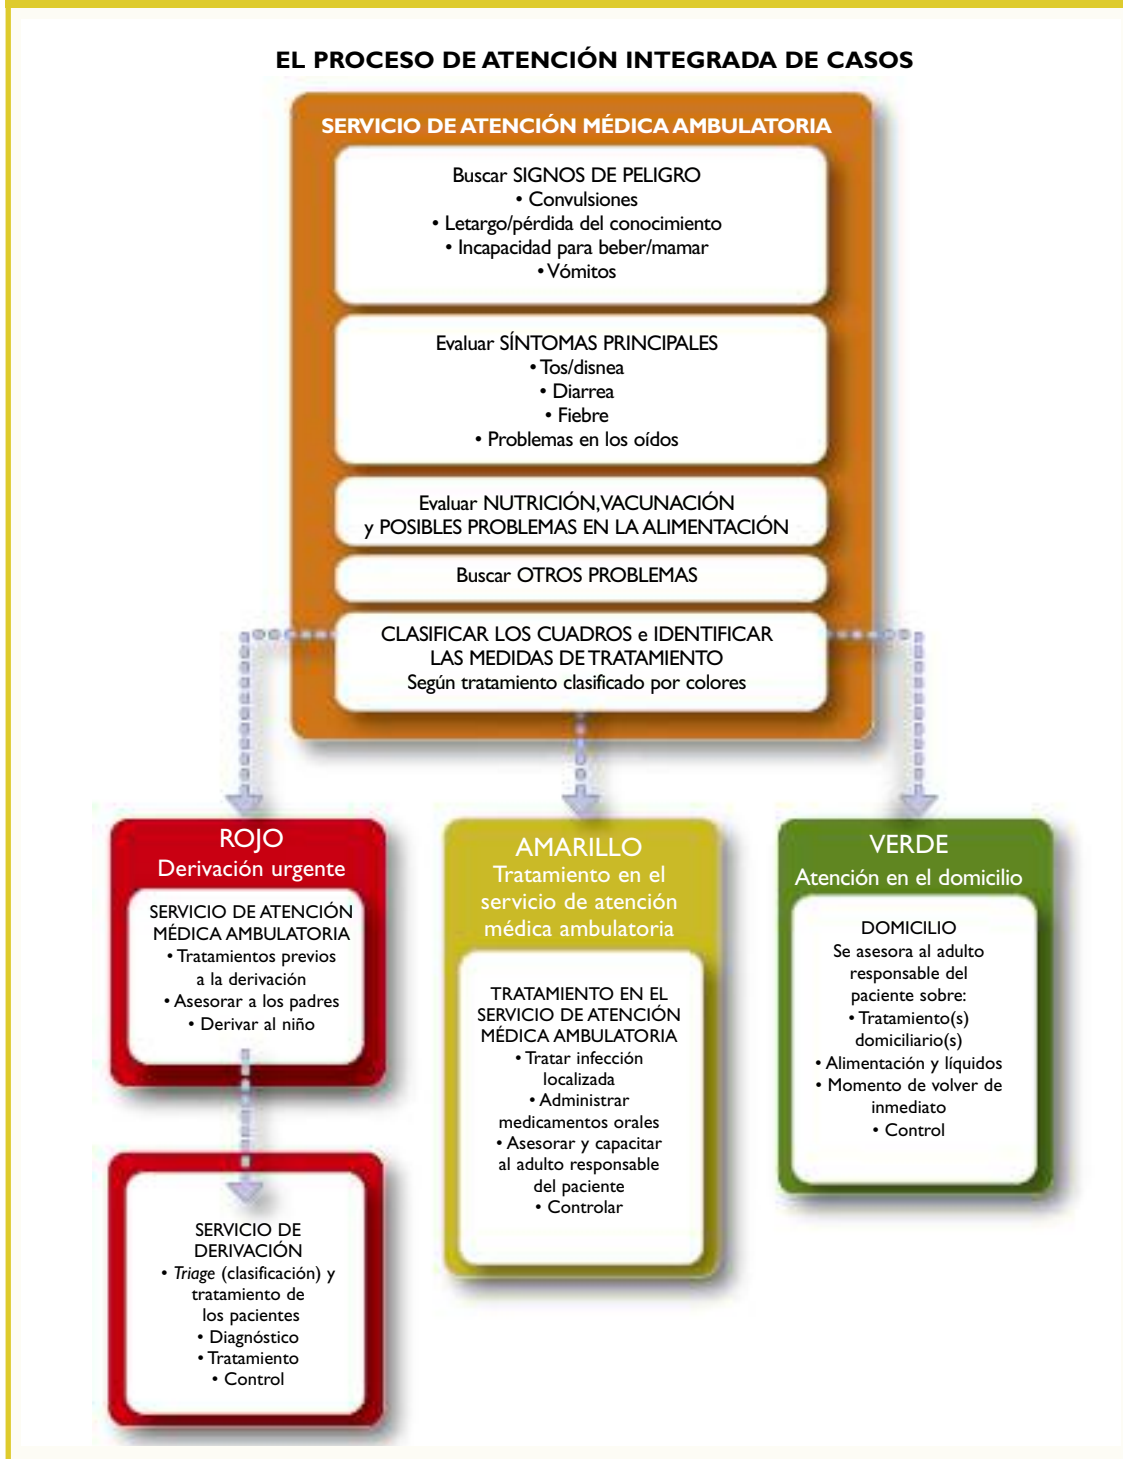 EL PROCESO DE ATENCIÓN INTEGRADA DE CASOS
SERVICIO DE ATENCIÓN MÉDICA AMBULATORIA
Buscar SIGNOS DE PELIGRO
• Convulsiones
• Letargo/pérdida del conocimiento
• Incapacidad para beber/mamar
• Vómitos
Evaluar SÍNTOMAS PRINCIPALES
• Tos/disnea
• Diarrea
• Fiebre
• Problemas en los oídos
Evaluar NUTRICIÓN, VACUNACIÓN
y POSIBLES PROBLEMAS EN LA ALIMENTACIÓN
Buscar OTROS PROBLEMAS
CLASIFICAR LOS CUADROS e IDENTIFICAR
LAS MEDIDAS DE TRATAMIENTO
Según tratamiento clasificado por colores
ROJO
Derivación urgente
SERVICIO DE ATENCIÓN
MÉDICA AMBULATORIA
• Tratamientos previos
a la derivación
• Asesorar a los padres
• Derivar al niño
SERVICIO DE
DERIVACIÓN
• Triage (clasificación) y
tratamiento de
los pacientes
• Diagnóstico
• Tratamiento
• Control
AMARILLO
Tratamiento en el
servicio de atención
médica ambulatoria
TRATAMIENTO EN EL
SERVICIO DE ATENCIÓN
MÉDICA AMBULATORIA
• Tratar infección
localizada
• Administrar
medicamentos orales
• Asesorar y capacitar
al adulto responsable
del paciente
• Controlar
VERDE
Atención en el domicilio
DOMICILIO
Se asesora al adulto
responsable del
paciente sobre:
• Tratamiento(s)
domiciliario(s)
• Alimentación y líquidos
• Momento de volver de
inmediato
• Control